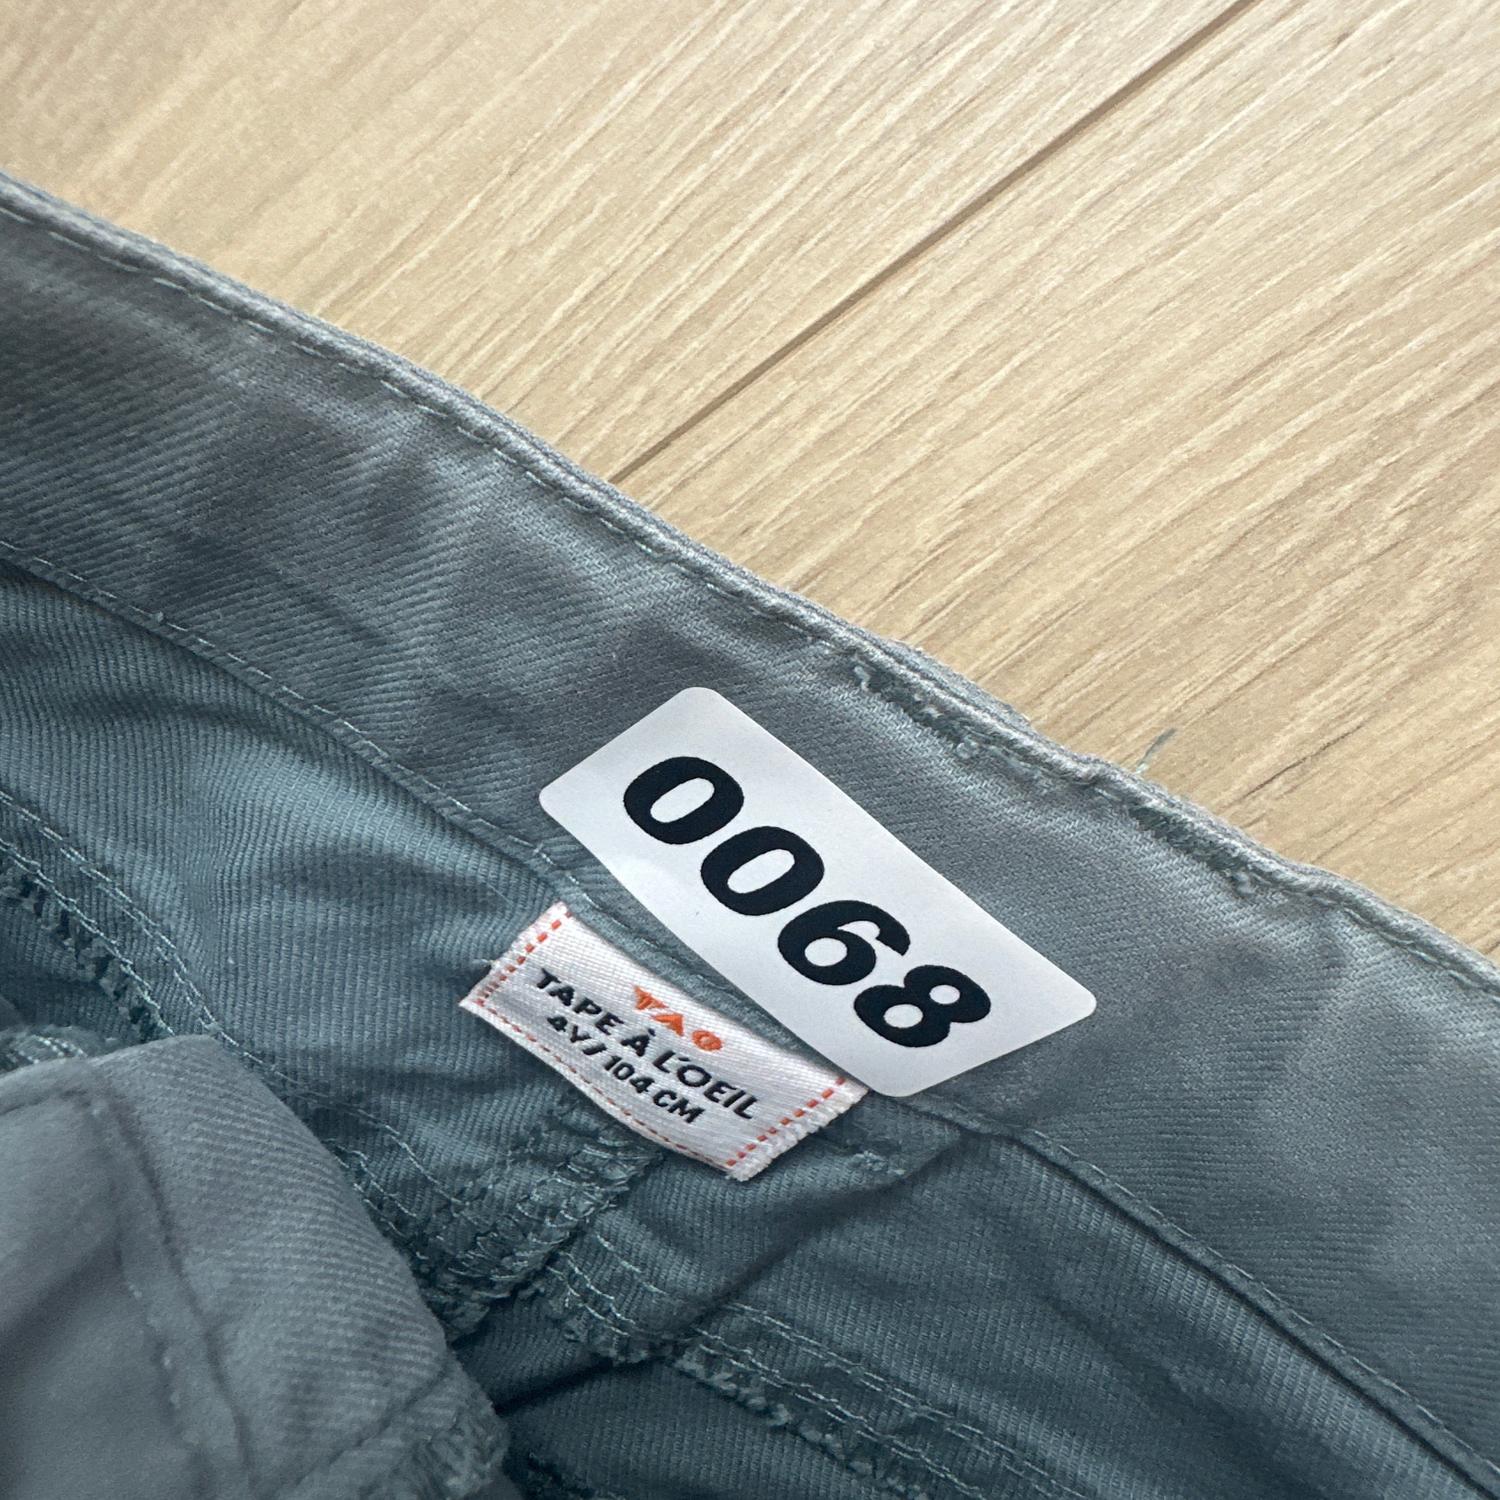 0068
TAO
TAPE À L'OEIL
4Y / 104 CM